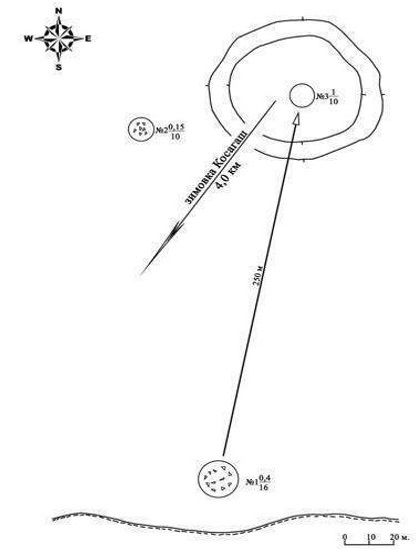 N
W E
S
№3 1/10
№2 0,15/10
зимовка Косагаш
4,0 км
250 м
№1 0,4/16
0 10 20 м.